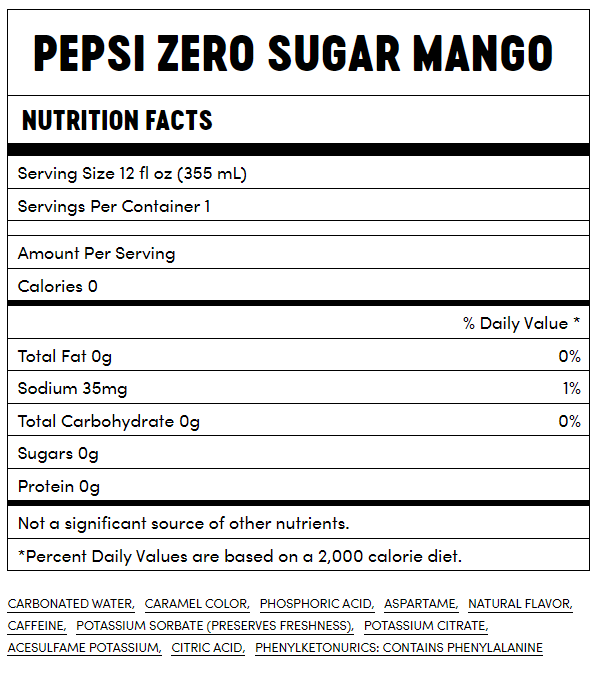 PEPSI ZERO SUGAR MANGO
NUTRITION FACTS
Serving Size 12 fl oz (355 mL)
Servings Per Container 1
Amount Per Serving
Calories 0
% Daily Value *
Total Fat 0g 0%
Sodium 35mg 1%
Total Carbohydrate 0g 0%
Sugars 0g
Protein 0g
Not a significant source of other nutrients.
*Percent Daily Values are based on a 2,000 calorie diet.
CARBONATED WATER, CARAMEL COLOR, PHOSPHORIC ACID, ASPARTAME, NATURAL FLAVOR,
CAFFEINE, POTASSIUM SORBATE (PRESERVES FRESHNESS), POTASSIUM CITRATE,
ACESULFAME POTASSIUM, CITRIC ACID, PHENYLKETONURICS: CONTAINS PHENYLALANINE